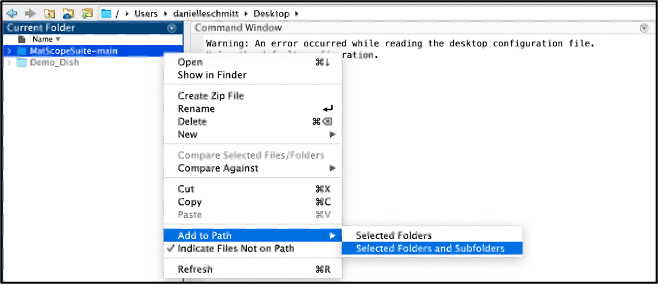 / ▸ Users ▸ danielleschmitt ▸ Desktop ▸
Current Folder
Name ▼
MatScopeSuite-main
Demo_Dish
Command Window
Warning: An error occurred while reading the desktop configuration file.
Open ⌘↓
Show in Finder
Create Zip File
Rename ↵
Delete ⌘⌫
New ▶
Compare Selected Files/Folders
Compare Against ▶
Cut ⌘X
Copy ⌘C
Paste ⌘V
Add to Path ▶
✓ Indicate Files Not on Path
Refresh ⌘R
Selected Folders
Selected Folders and Subfolders